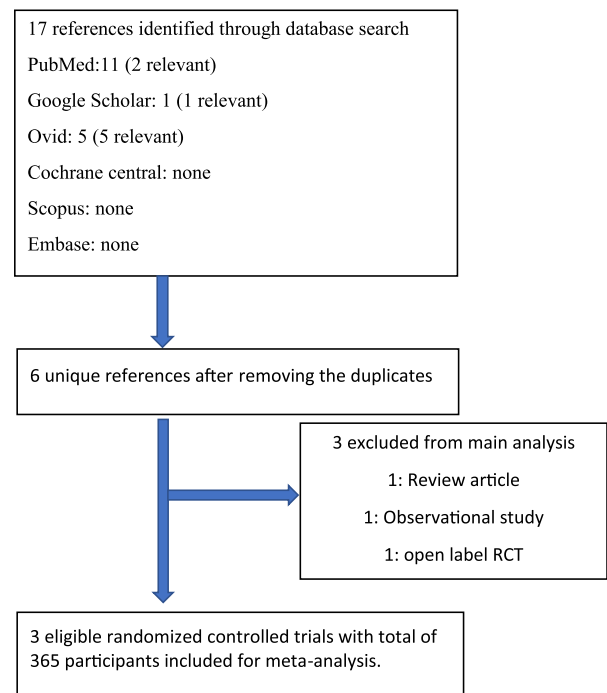 17 references identified through database search
PubMed:11 (2 relevant)
Google Scholar: 1 (1 relevant)
Ovid: 5 (5 relevant)
Cochrane central: none
Scopus: none
Embase: none
6 unique references after removing the duplicates
3 excluded from main analysis
1: Review article
1: Observational study
1: open label RCT
3 eligible randomized controlled trials with total of
365 participants included for meta-analysis.